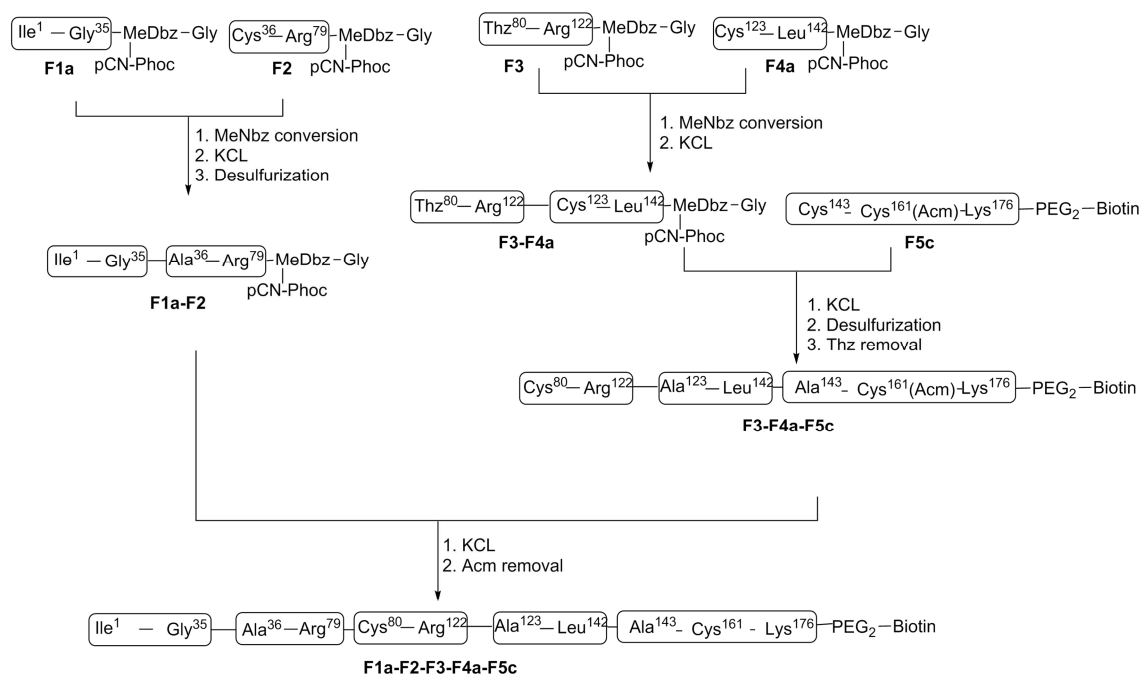 Ile¹ — Gly³⁵–MeDbz–Gly
pCN-Phoc
F1a
Cys³⁶–Arg⁷⁹–MeDbz–Gly
pCN-Phoc
F2
Thz⁸⁰–Arg¹²²–MeDbz–Gly
pCN-Phoc
F3
Cys¹²³–Leu¹⁴²–MeDbz–Gly
pCN-Phoc
F4a
1. MeNbz conversion
2. KCL
3. Desulfurization
1. MeNbz conversion
2. KCL
Thz⁸⁰–Arg¹²²–Cys¹²³–Leu¹⁴²–MeDbz–Gly
pCN-Phoc
F3-F4a
Cys¹⁴³- Cys¹⁶¹(Acm)-Lys¹⁷⁶–PEG₂–Biotin
F5c
Ile¹ — Gly³⁵–Ala³⁶–Arg⁷⁹–MeDbz–Gly
pCN-Phoc
F1a-F2
1. KCL
2. Desulfurization
3. Thz removal
Cys⁸⁰–Arg¹²²–Ala¹²³–Leu¹⁴²–Ala¹⁴³- Cys¹⁶¹(Acm)-Lys¹⁷⁶–PEG₂–Biotin
F3-F4a-F5c
1. KCL
2. Acm removal
Ile¹ — Gly³⁵–Ala³⁶–Arg⁷⁹–Cys⁸⁰–Arg¹²²–Ala¹²³–Leu¹⁴²–Ala¹⁴³- Cys¹⁶¹ - Lys¹⁷⁶–PEG₂–Biotin
F1a-F2-F3-F4a-F5c